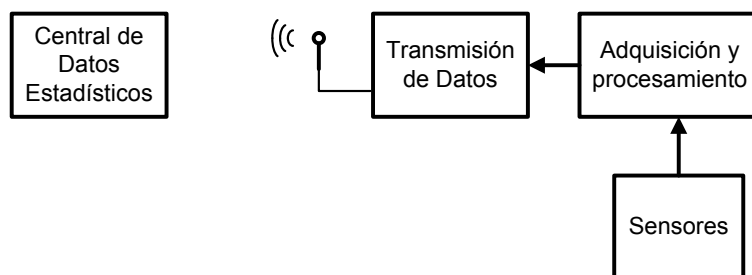 Central de
Datos
Estadísticos
Transmisión
de Datos
Adquisición y
procesamiento
Sensores